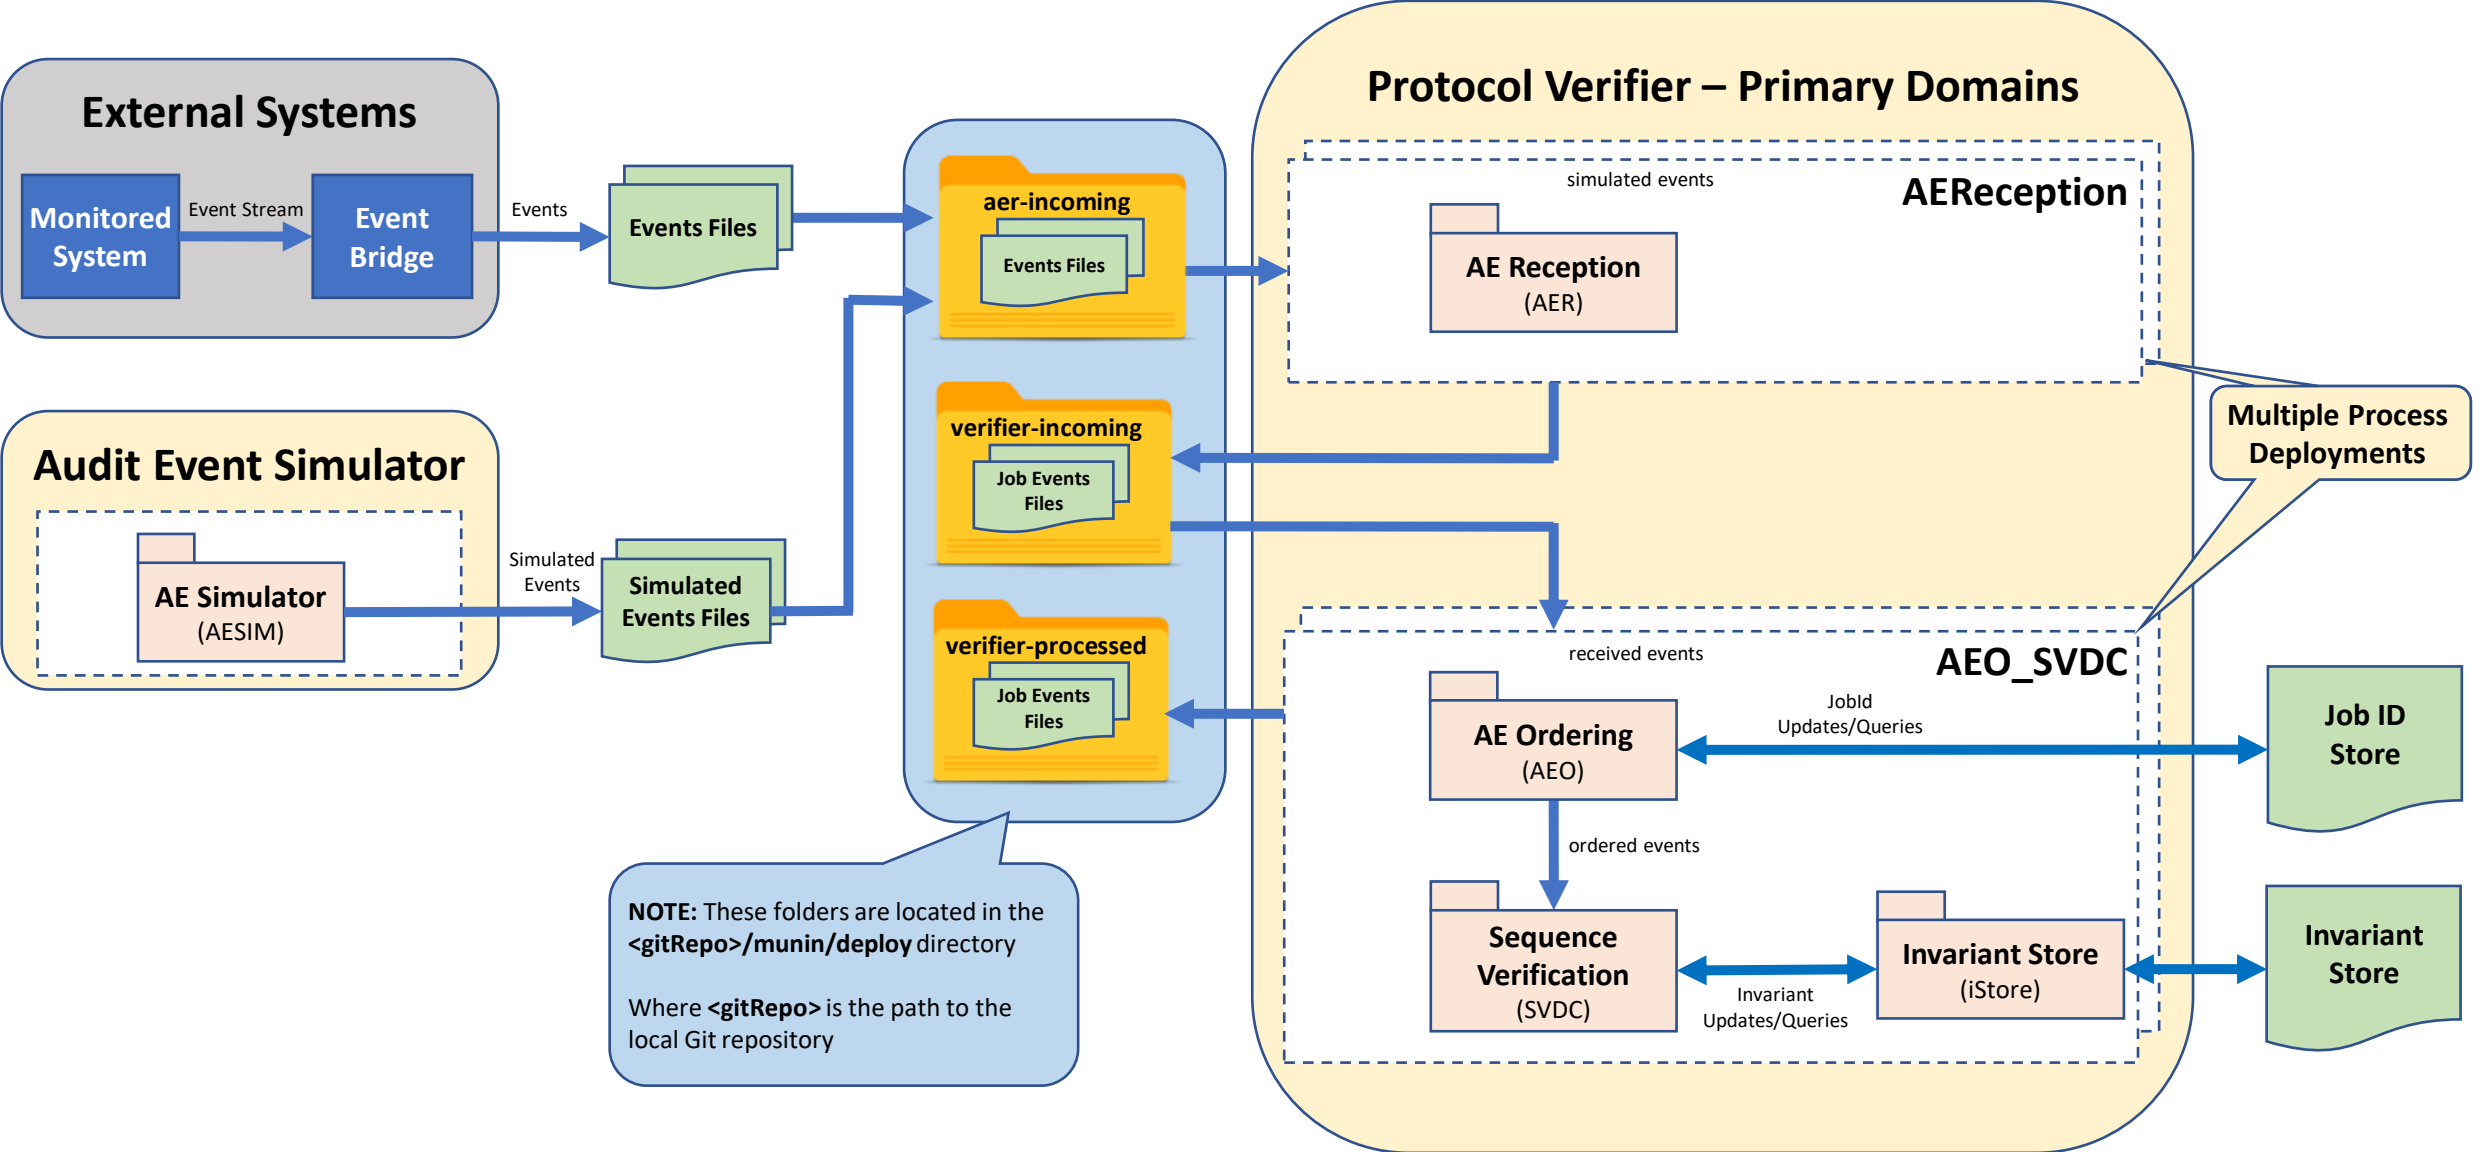 External Systems
Monitored
System
Event Stream
Event
Bridge
Events
Events Files
Audit Event Simulator
AE Simulator
(AESIM)
Simulated
Events
Simulated
Events Files
aer-incoming
Events Files
verifier-incoming
Job Events
Files
verifier-processed
Job Events
Files
NOTE: These folders are located in the
<gitRepo>/munin/deploy directory
Where <gitRepo> is the path to the
local Git repository
Protocol Verifier – Primary Domains
simulated events
AEReception
AE Reception
(AER)
Multiple Process
Deployments
received events
AEO_SVDC
AE Ordering
(AEO)
JobId
Updates/Queries
Job ID
Store
ordered events
Sequence
Verification
(SVDC)
Invariant
Updates/Queries
Invariant Store
(iStore)
Invariant
Store